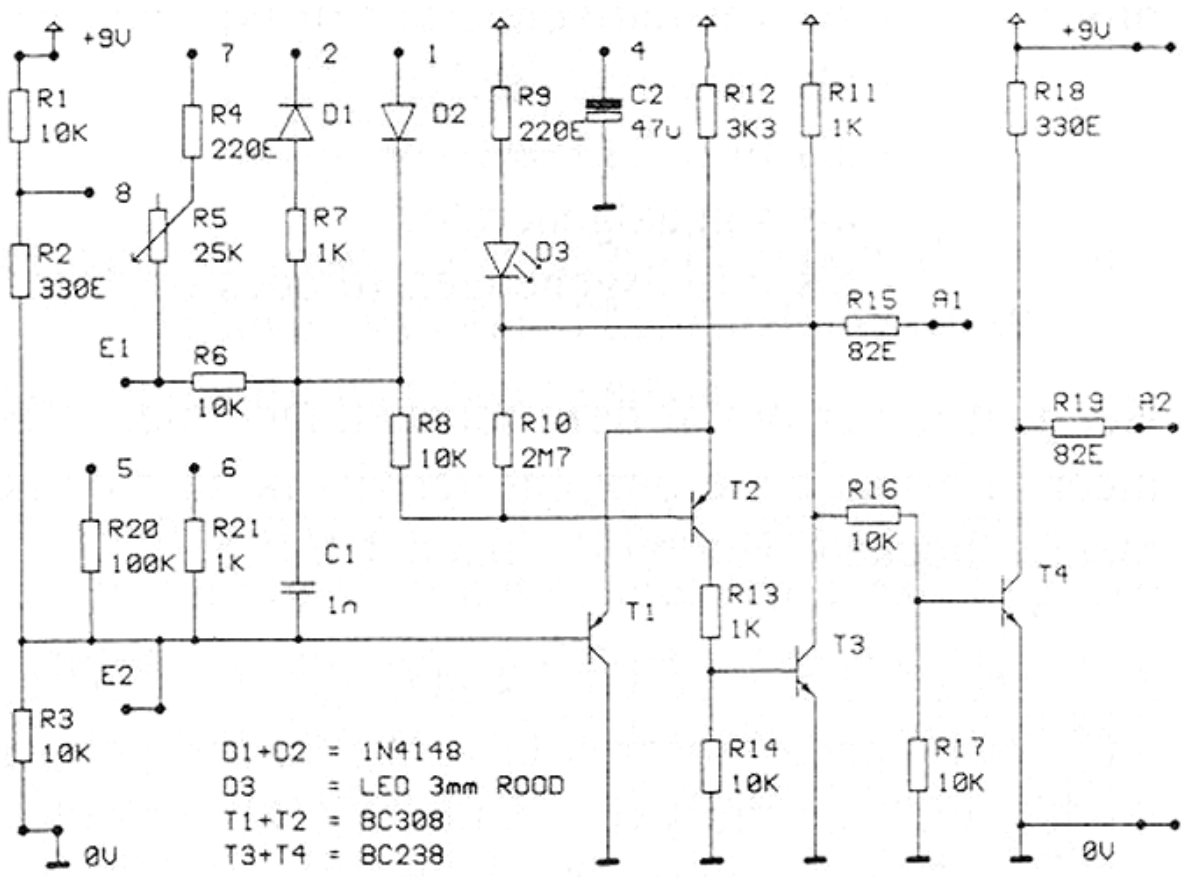 +9V
7
2
1
4
+9V
R1
10K
R4
220E
D1
D2
R9
220E
C2
47u
R12
3K3
R11
1K
R18
330E
8
R2
330E
R5
25K
R7
1K
D3
R15
82E
A1
E1
R6
10K
R8
10K
R10
2M7
R19
82E
A2
5
6
T2
R16
10K
R20
100K
R21
1K
C1
1n
T1
R13
1K
T3
T4
E2
R3
10K
R14
10K
R17
10K
D1+D2 = 1N4148
D3 = LED 3mm ROOD
T1+T2 = BC308
T3+T4 = BC238
0V
0V